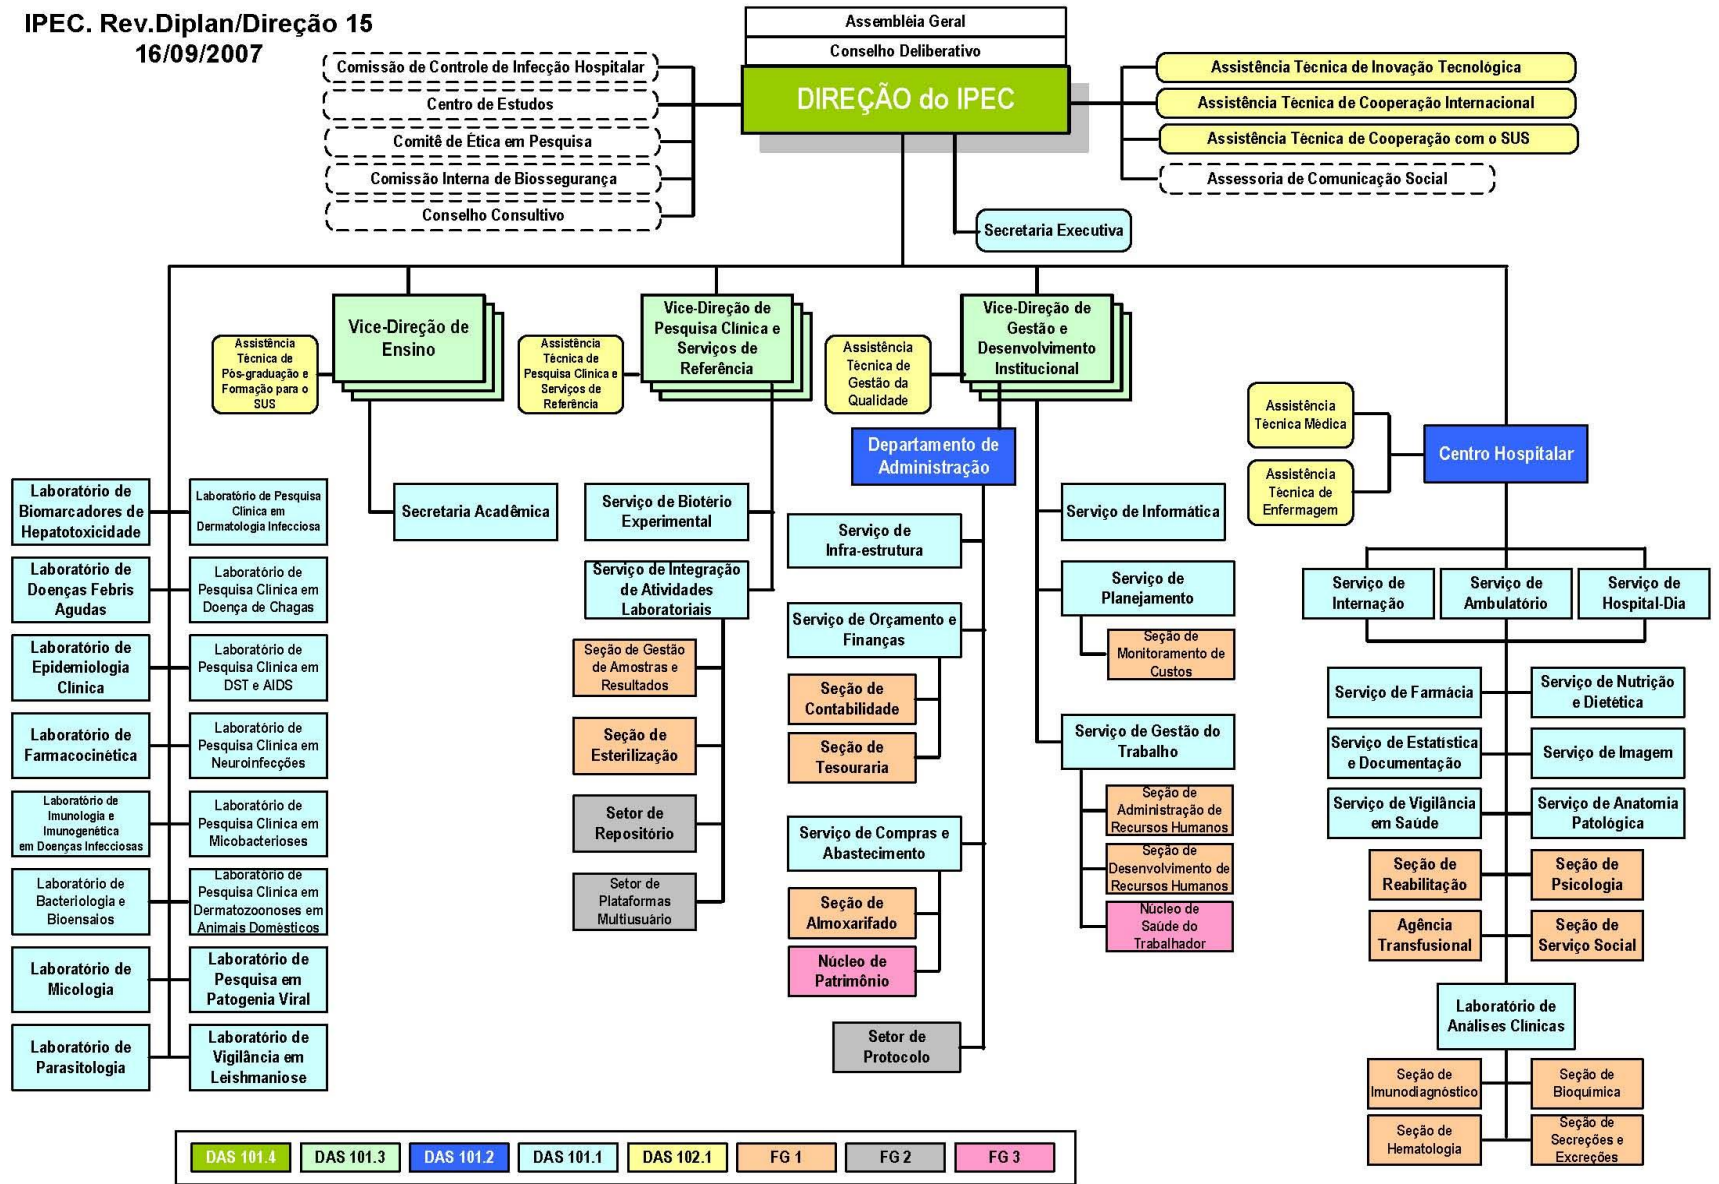 IPEC. Rev.Diplan/Direção 15
16/09/2007
Assembléia Geral
Conselho Deliberativo
DIREÇÃO do IPEC
Comissão de Controle de Infecção Hospitalar
Centro de Estudos
Comitê de Ética em Pesquisa
Comissão Interna de Biossegurança
Conselho Consultivo
Assistência Técnica de Inovação Tecnológica
Assistência Técnica de Cooperação Internacional
Assistência Técnica de Cooperação com o SUS
Assessoria de Comunicação Social
Secretaria Executiva
Assistência
Técnica de
Pós-graduação e
Formação para o
SUS
Vice-Direção de
Ensino
Assistência
Técnica de
Pesquisa Clínica e
Serviços de
Referência
Vice-Direção de
Pesquisa Clínica e
Serviços de
Referência
Assistência
Técnica de
Gestão da
Qualidade
Vice-Direção de
Gestão e
Desenvolvimento
Institucional
Departamento de
Administração
Assistência
Técnica Médica
Assistência
Técnica de
Enfermagem
Centro Hospitalar
Laboratório de
Biomarcadores de
Hepatotoxicidade
Laboratório de Pesquisa
Clínica em
Dermatologia Infecciosa
Laboratório de
Doenças Febris
Agudas
Laboratório de
Pesquisa Clínica em
Doença de Chagas
Laboratório de
Epidemiologia
Clínica
Laboratório de
Pesquisa Clínica em
DST e AIDS
Laboratório de
Farmacocinética
Laboratório de
Pesquisa Clínica em
Neuroinfecções
Laboratório de
Imunologia e
Imunogenética
em Doenças Infecciosas
Laboratório de
Pesquisa Clínica em
Micobacterioses
Laboratório de
Bacteriologia e
Bioensaios
Laboratório de
Pesquisa Clínica em
Dermatozoonoses em
Animais Domésticos
Laboratório de
Micologia
Laboratório de
Pesquisa em
Patogenia Viral
Laboratório de
Parasitologia
Laboratório de
Vigilância em
Leishmaniose
Secretaria Acadêmica
Serviço de Biotério
Experimental
Serviço de Integração
de Atividades
Laboratoriais
Seção de Gestão
de Amostras e
Resultados
Seção de
Esterilização
Setor de
Repositório
Setor de
Plataformas
Multiusuário
Serviço de
Infra-estrutura
Serviço de Orçamento e
Finanças
Seção de
Contabilidade
Seção de
Tesouraria
Serviço de Compras e
Abastecimento
Seção de
Almoxarifado
Núcleo de
Patrimônio
Setor de
Protocolo
Serviço de Informática
Serviço de
Planejamento
Seção de
Monitoramento de
Custos
Serviço de Gestão do
Trabalho
Seção de
Administração de
Recursos Humanos
Seção de
Desenvolvimento de
Recursos Humanos
Núcleo de
Saúde do
Trabalhador
Serviço de
Internação
Serviço de
Ambulatório
Serviço de
Hospital-Dia
Serviço de Farmácia
Serviço de Nutrição
e Dietética
Serviço de Estatística
e Documentação
Serviço de Imagem
Serviço de Vigilância
em Saúde
Serviço de Anatomia
Patológica
Seção de
Reabilitação
Seção de
Psicologia
Agência
Transfusional
Seção de
Serviço Social
Laboratório de
Análises Clínicas
Seção de
Imunodiagnóstico
Seção de
Bioquímica
Seção de
Hematologia
Seção de
Secreções e
Excreções
DAS 101.4
DAS 101.3
DAS 101.2
DAS 101.1
DAS 102.1
FG 1
FG 2
FG 3